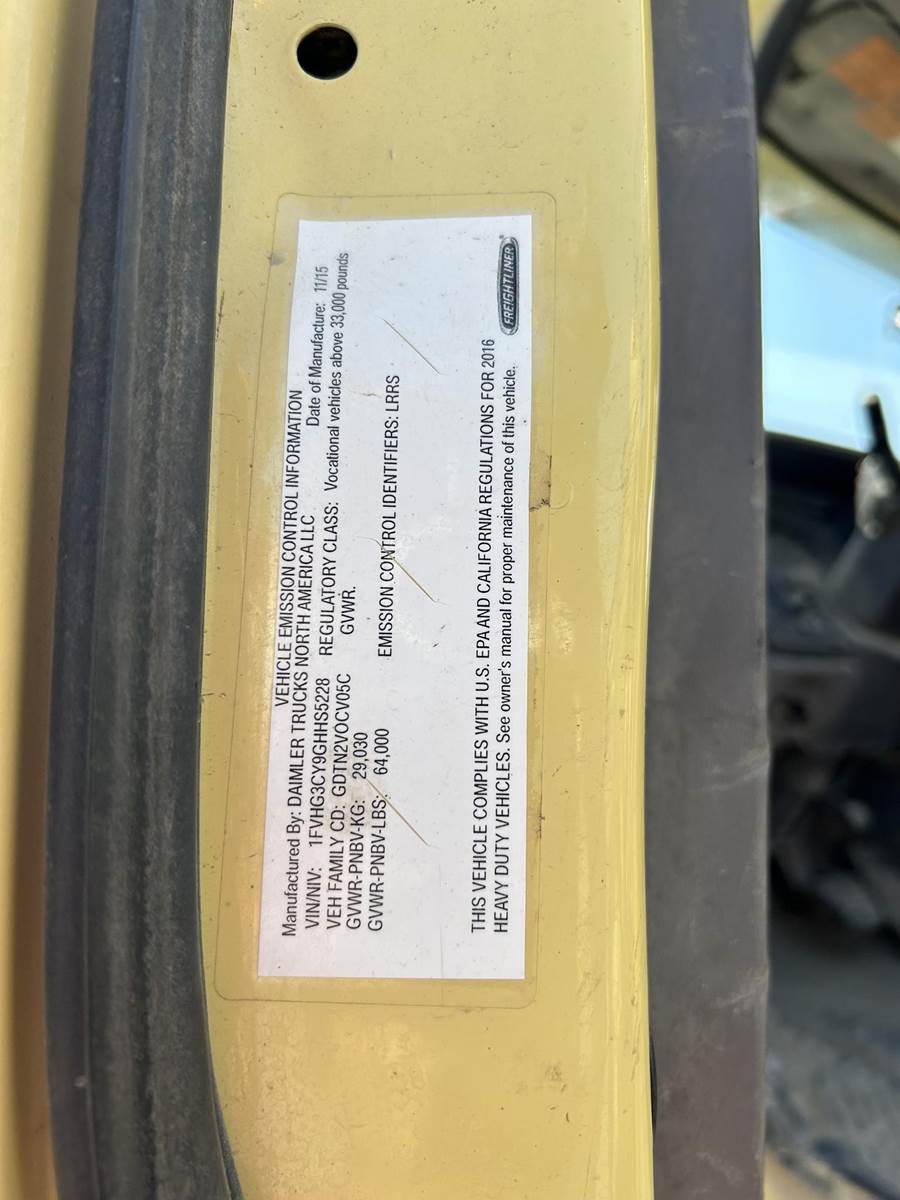 VEHICLE EMISSION CONTROL INFORMATION
Manufactured By: DAIMLER TRUCKS NORTH AMERICA LLC Date of Manufacture: 11/15
VIN/NIV: 1FVHG3CY9GHHS5228 REGULATORY CLASS: Vocational vehicles above 33,000 pounds
VEH FAMILY CD: GDTN2VOCV05C GVWR.
GVWR-PNBV-KG: 29,030
GVWR-PNBV-LBS: 64,000 EMISSION CONTROL IDENTIFIERS: LRRS
THIS VEHICLE COMPLIES WITH U.S. EPA AND CALIFORNIA REGULATIONS FOR 2016
HEAVY DUTY VEHICLES. See owner's manual for proper maintenance of this vehicle.
FREIGHTLINER